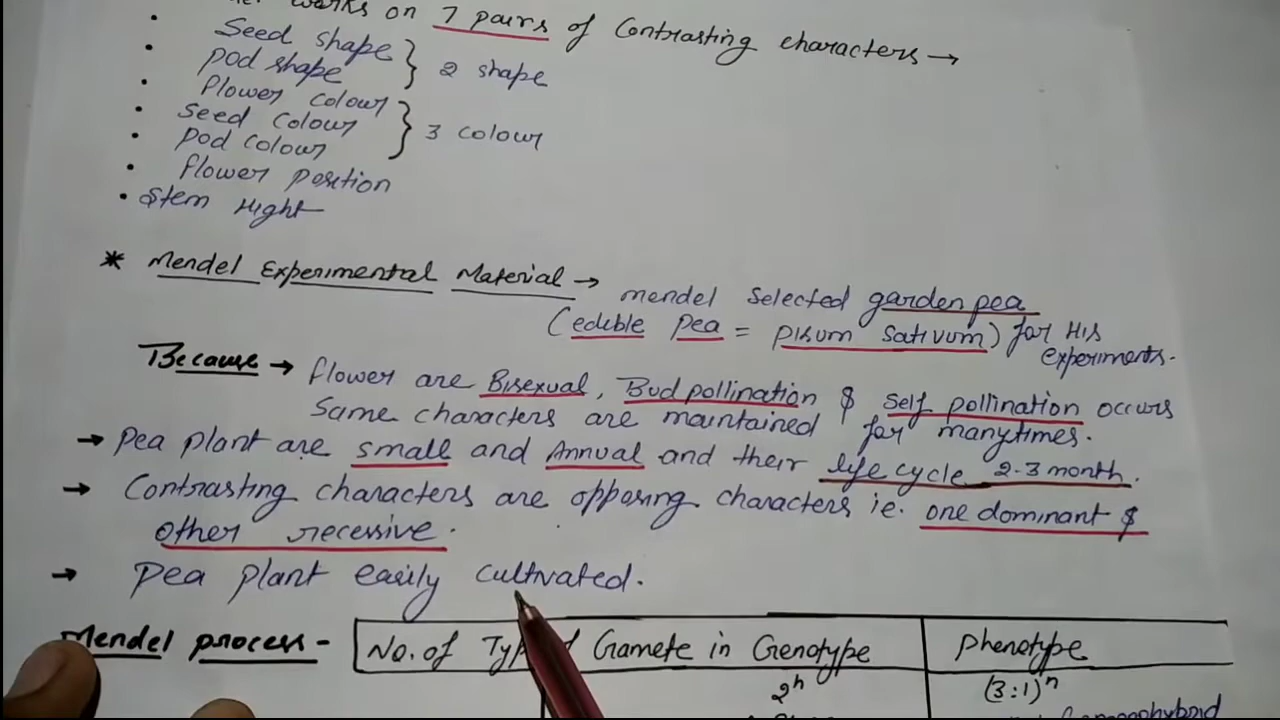 works on 7 pairs of Contrasting characters →
• Seed shape
• Pod shape } 2 shape
• flower colour
• Seed Colour } 3 colour
• Pod Colour
• flower position
• Stem Hight
* Mendel Experimental Material → mendel selected garden pea
(edible pea = pisum sativum) for His
experiments.
Because → flower are Bisexual, Bud pollination $ Self pollination occurs
Same characters are maintained for manytimes.
→ Pea plant are small and Annual and their life cycle 2-3 month.
→ Contrasting characters are opposing characters ie. one dominant $
other recessive.
→ Pea plant easily cultivated.
Mendel process- No. of Gamete in Genotype Phenotype
2ⁿ (3:1)ⁿ